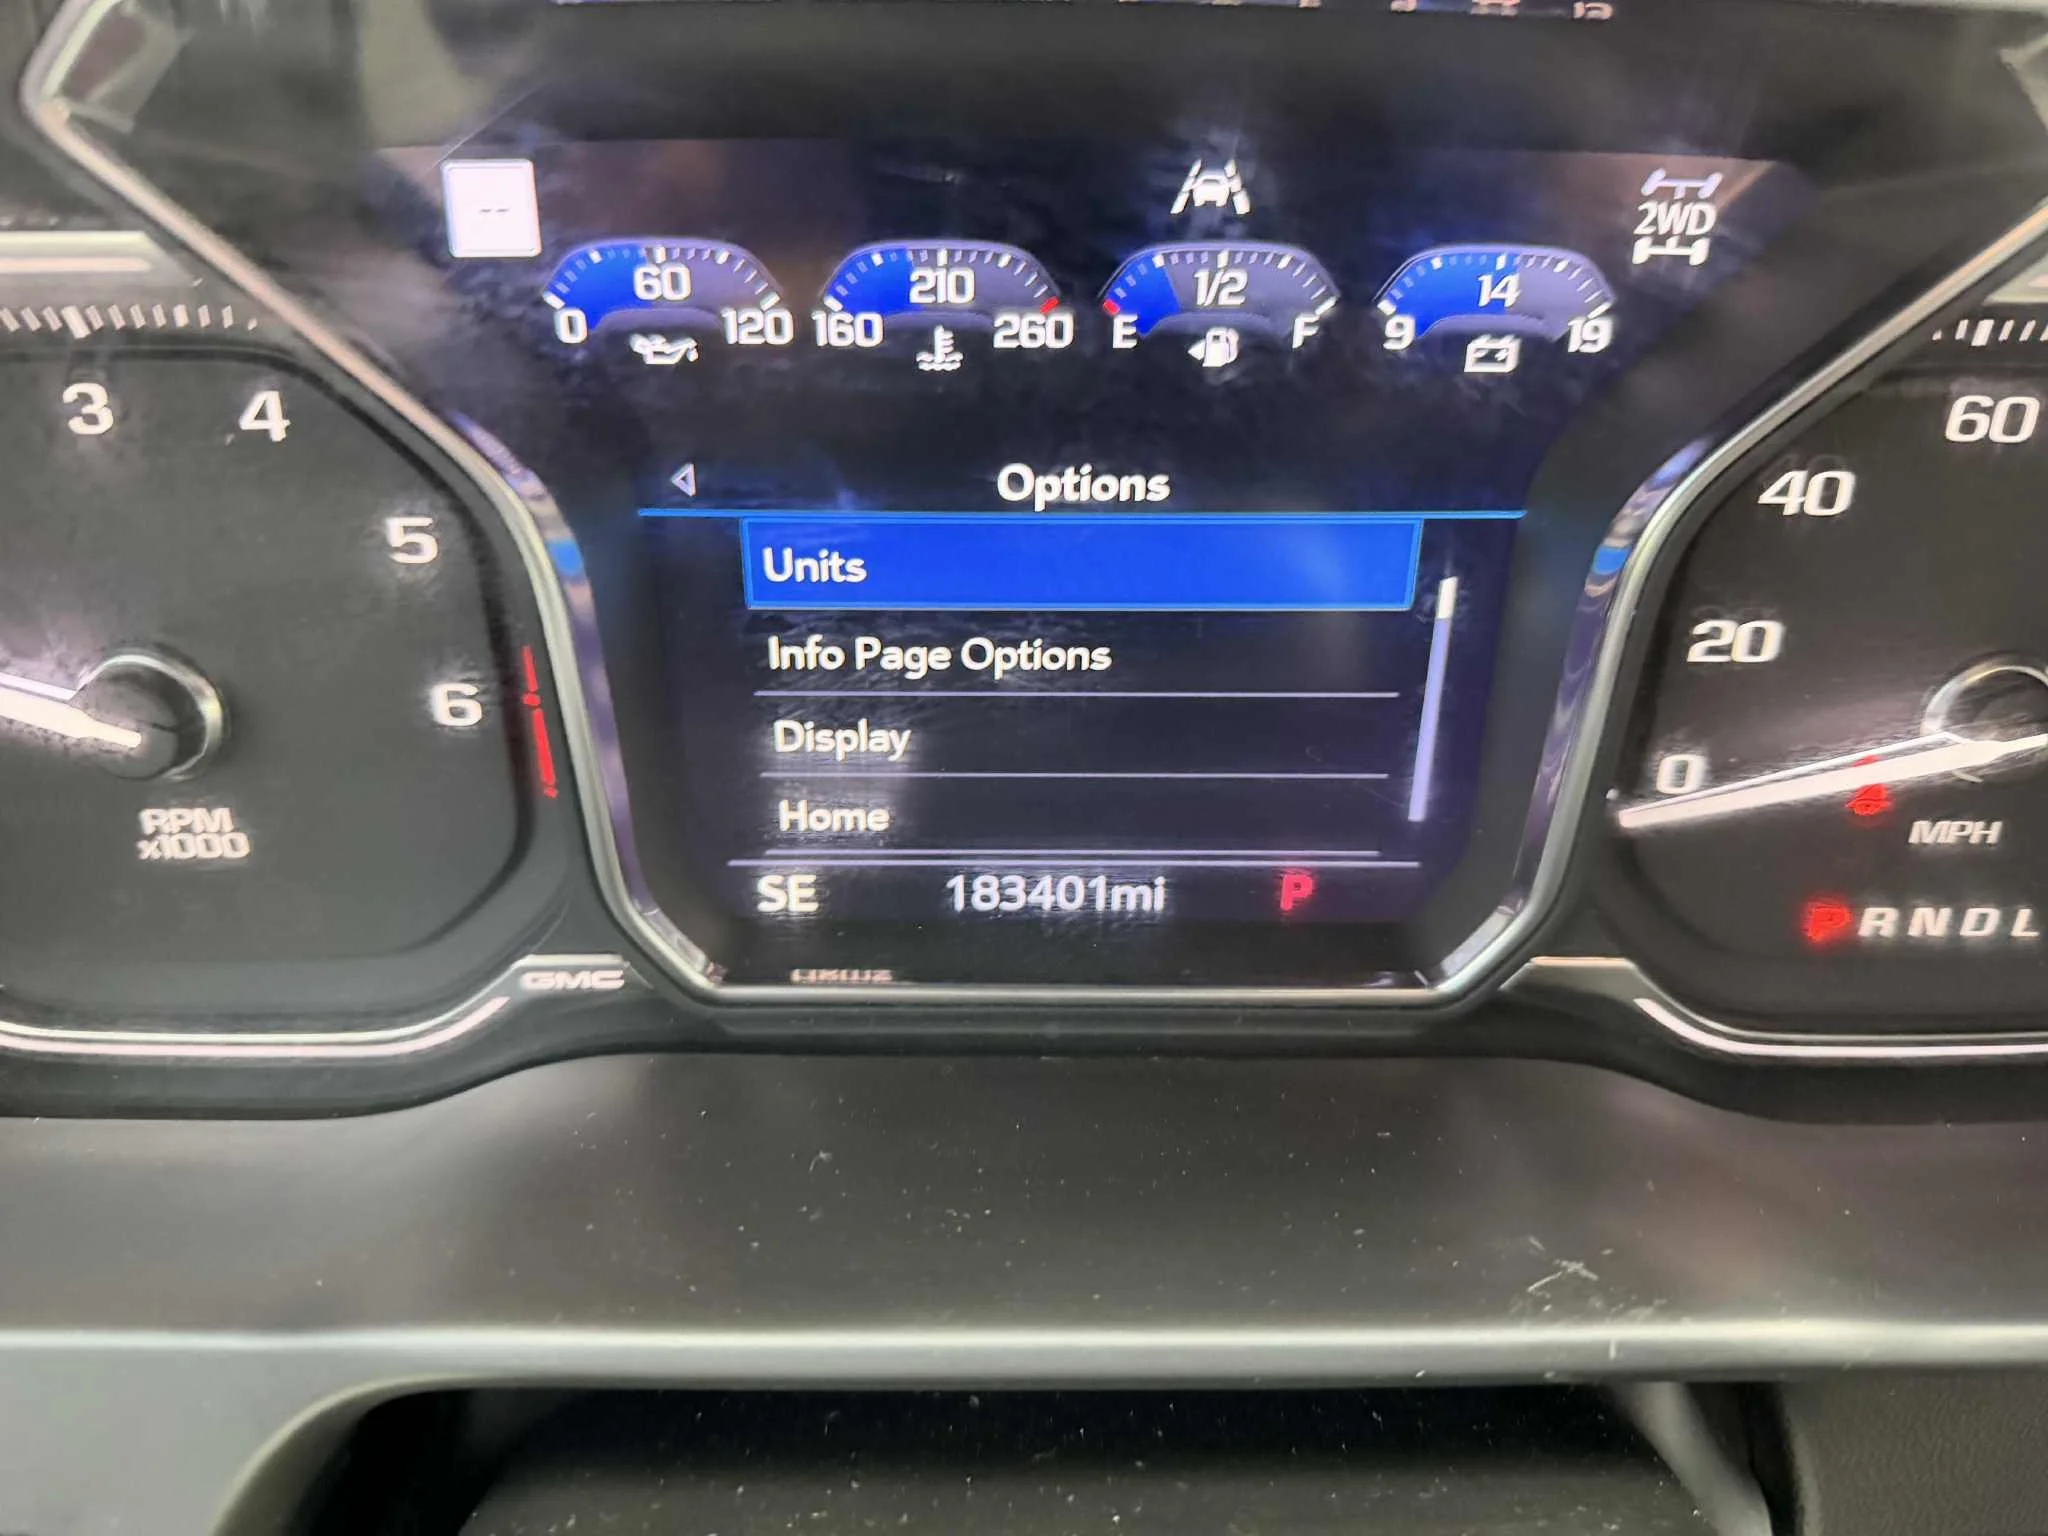 --
2WD
60
0 120
210
160 260
1/2
E F
14
9 19
3
4
5
6
RPM
x1000
Options
Units
Info Page Options
Display
Home
SE 183401mi P
60
40
20
0
MPH
P R N D L
GMC